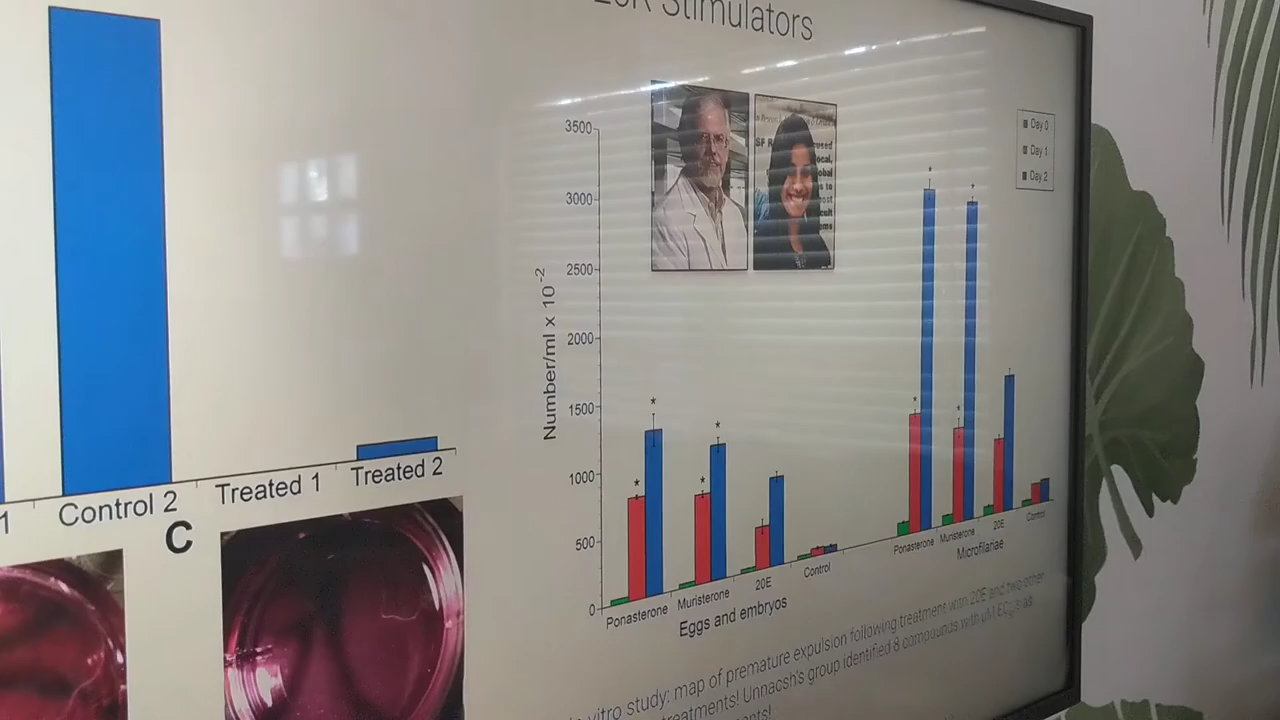 Stimulators
3500
3000
2500
2000
1500
1000
500
0
Number/ml x 10⁻²
Day 0
Day 1
Day 2
*
*
*
*
*
*
*
*
Ponasterone
Muristerone
20E
Control
Eggs and embryos
Ponasterone
Muristerone
20E
Control
Microfilariae
1
Control 2
Treated 1
Treated 2
C
vitro study: map of premature expulsion following treatment with 20E and two other
treatments! Unnacsh's group identified 8 compounds with uM EC50s as